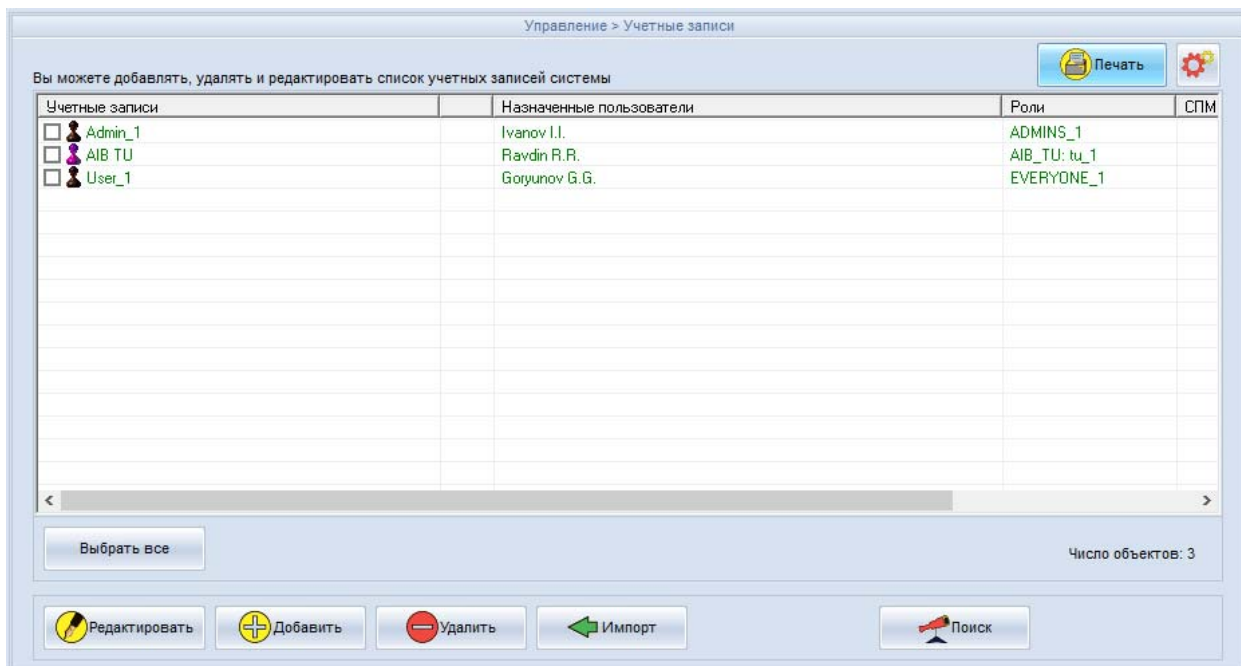 Управление > Учетные записи
Печать
Вы можете добавлять, удалять и редактировать список учетных записей системы
Учетные записи Назначенные пользователи Роли СПМ
Admin_1 Ivanov I.I. ADMINS_1
AIB TU Ravdin R.R. AIB_TU: tu_1
User_1 Goryunov G.G. EVERYONE_1
Выбрать все Число объектов: 3
Редактировать Добавить Удалить Импорт Поиск